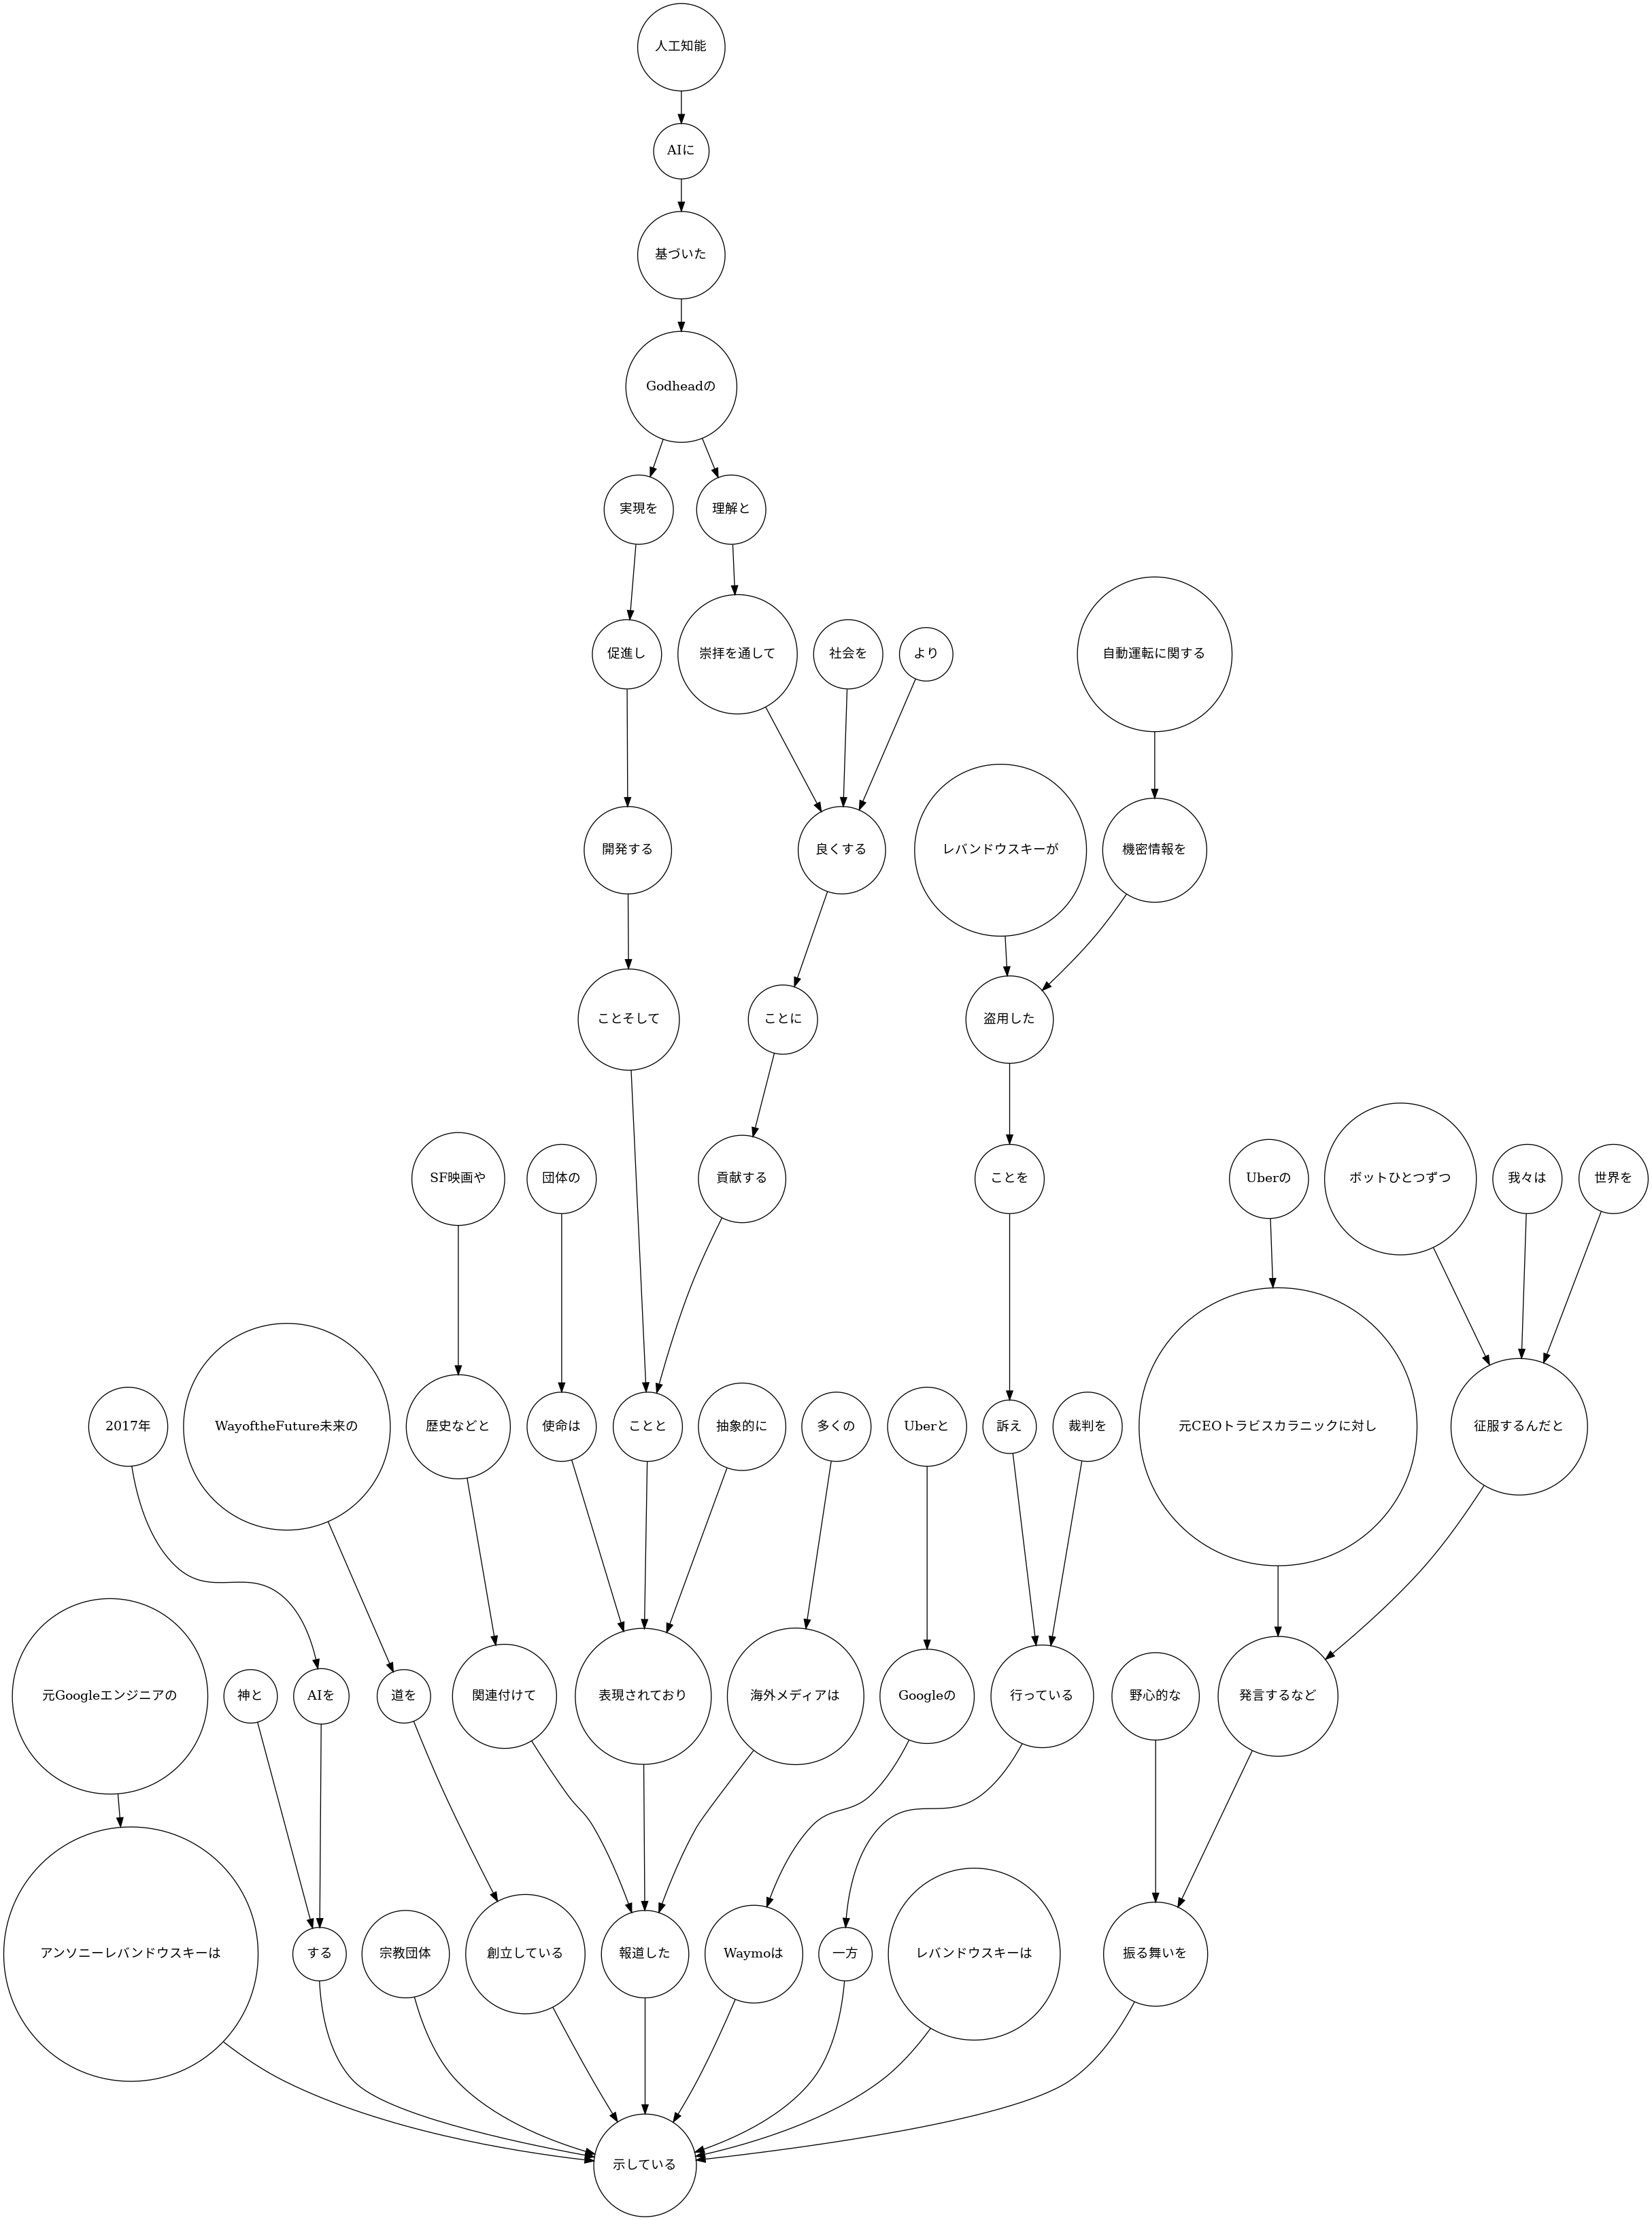 人工知能
AIに
基づいた
Godheadの
実現を
理解と
促進し
崇拝を通して
社会を
より
自動運転に関する
開発する
良くする
レバンドウスキーが
機密情報を
ことそして
ことに
盗用した
SF映画や
団体の
貢献する
ことを
Uberの
ボットひとつずつ
我々は
世界を
2017年
WayoftheFuture未来の
歴史などと
使命は
ことと
抽象的に
多くの
Uberと
訴え
裁判を
元CEOトラビスカラニックに対し
征服するんだと
元Googleエンジニアの
神と
AIを
道を
関連付けて
表現されており
海外メディアは
Googleの
行っている
野心的な
発言するなど
アンソニーレバンドウスキーは
する
宗教団体
創立している
報道した
Waymoは
一方
レバンドウスキーは
振る舞いを
示している